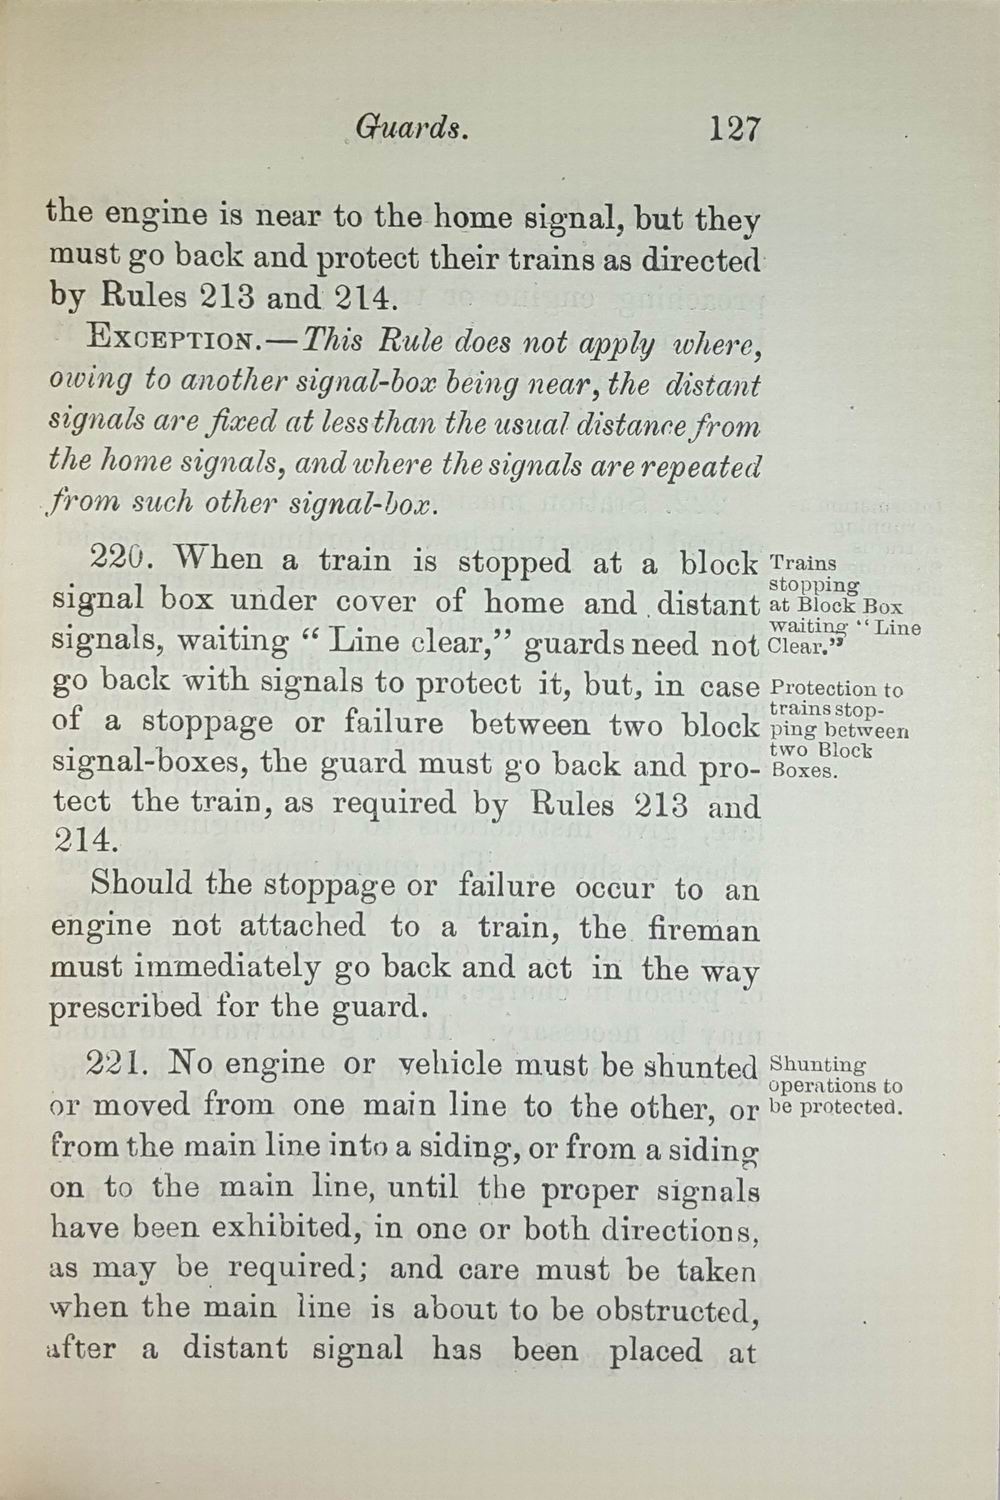 Guards. 127
the engine is near to the home signal, but they
must go back and protect their trains as directed
by Rules 213 and 214.
EXCEPTION.—This Rule does not apply where,
owing to another signal-box being near, the distant
signals are fixed at less than the usual distance from
the home signals, and where the signals are repeated
from such other signal-box.
220. When a train is stopped at a block
signal box under cover of home and distant
signals, waiting “ Line clear,” guards need not
go back with signals to protect it, but, in case
of a stoppage or failure between two block
signal-boxes, the guard must go back and pro-
tect the train, as required by Rules 213 and
214.
Trains
stopping
at Block Box
waiting “Line
Clear.”
Protection to
trains stop-
ping between
two Block
Boxes.
Should the stoppage or failure occur to an
engine not attached to a train, the fireman
must immediately go back and act in the way
prescribed for the guard.
221. No engine or vehicle must be shunted
or moved from one main line to the other, or
from the main line into a siding, or from a siding
on to the main line, until the proper signals
have been exhibited, in one or both directions,
as may be required; and care must be taken
when the main line is about to be obstructed,
after a distant signal has been placed at
Shunting
operations to
be protected.